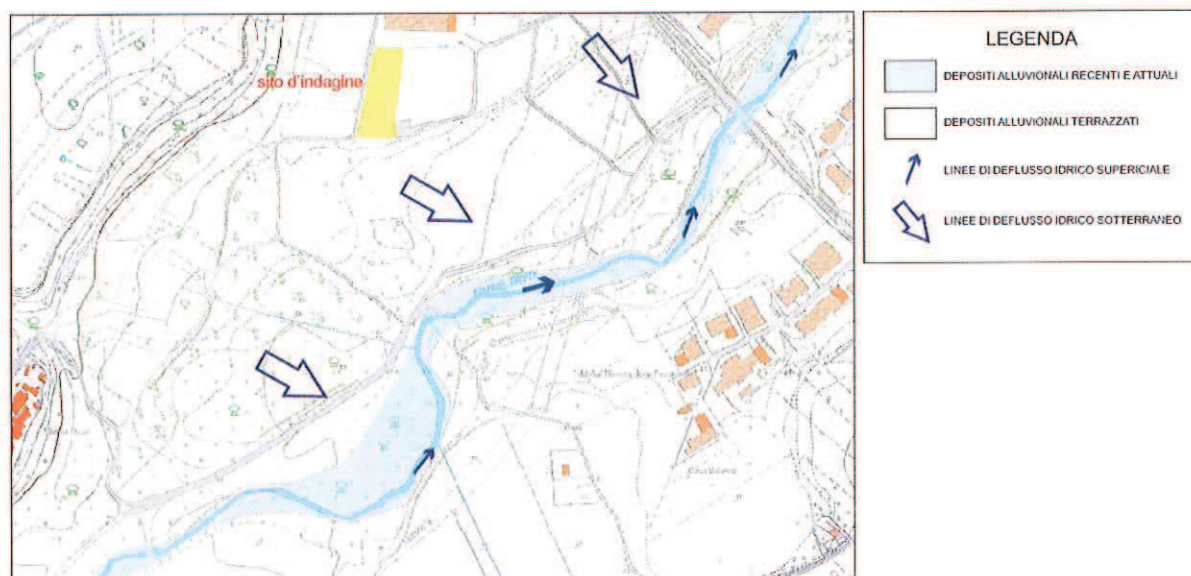 LEGENDA
DEPOSITI ALLUVIONALI RECENTI E ATTUALI
DEPOSITI ALLUVIONALI TERRAZZATI
LINEE DI DEFLUSSO IDRICO SUPERICIALE
LINEE DI DEFLUSSO IDRICO SOTTERRANEO
sito d'indagine